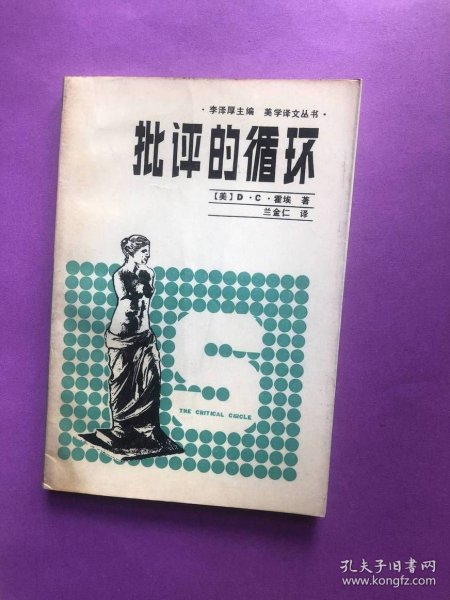 ·李泽厚主编 美学译文丛书·
批评的循环
[美] D·C·霍埃 著
兰金仁 译
S
THE CRITICAL CIRCLE
孔夫子旧书网
www.kongfz.com